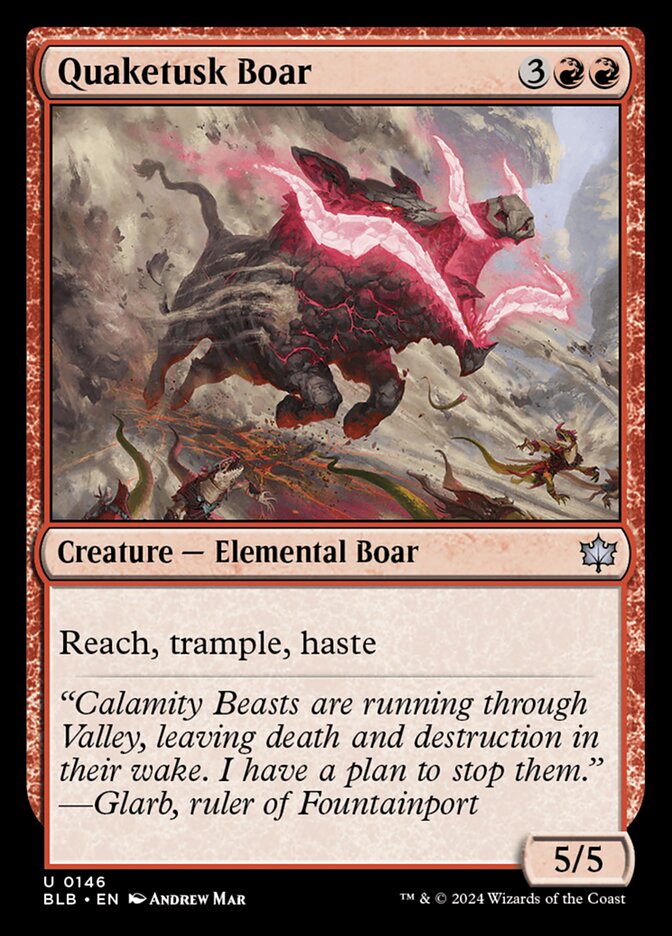 Quaketusk Boar 3
Creature — Elemental Boar
Reach, trample, haste
“Calamity Beasts are running through
Valley, leaving death and destruction in
their wake. I have a plan to stop them.”
—Glarb, ruler of Fountainport
5/5
U 0146
BLB • EN Andrew Mar ™ & © 2024 Wizards of the Coast